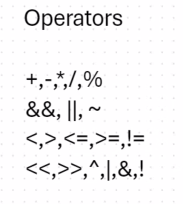 Operators
+,-,*,/,%
&&, ||, ~
<,>,<=,>=,!=
<<,>>,^,|,&,!